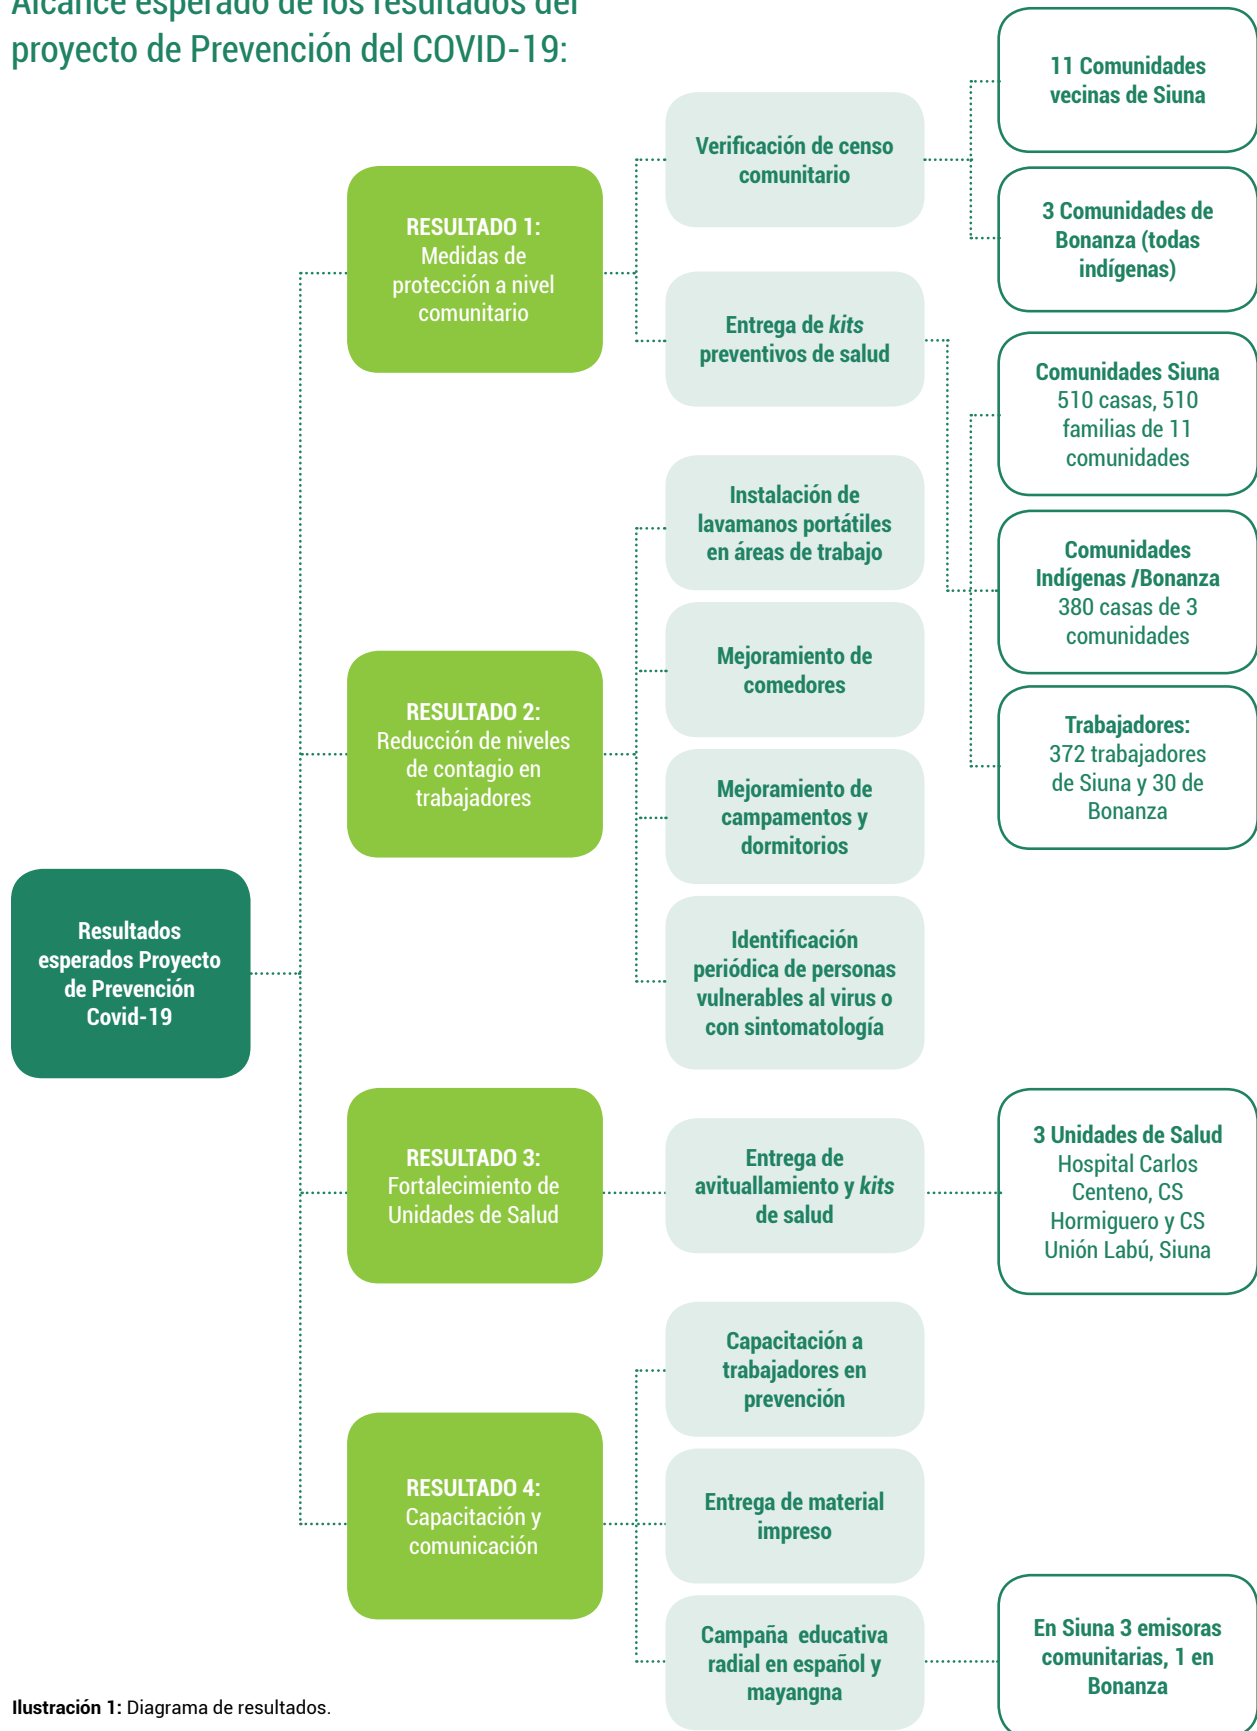 Alcance esperado de los resultados del
proyecto de Prevención del COVID-19:
Resultados
esperados Proyecto
de Prevención
Covid-19
RESULTADO 1:
Medidas de
protección a nivel
comunitario
Verificación de censo
comunitario
11 Comunidades
vecinas de Siuna
3 Comunidades de
Bonanza (todas
indígenas)
Entrega de kits
preventivos de salud
Comunidades Siuna
510 casas, 510
familias de 11
comunidades
Comunidades
Indígenas /Bonanza
380 casas de 3
comunidades
Trabajadores:
372 trabajadores
de Siuna y 30 de
Bonanza
RESULTADO 2:
Reducción de niveles
de contagio en
trabajadores
Instalación de
lavamanos portátiles
en áreas de trabajo
Mejoramiento de
comedores
Mejoramiento de
campamentos y
dormitorios
Identificación
periódica de personas
vulnerables al virus o
con sintomatología
RESULTADO 3:
Fortalecimiento de
Unidades de Salud
Entrega de
avituallamiento y kits
de salud
3 Unidades de Salud
Hospital Carlos
Centeno, CS
Hormiguero y CS
Unión Labú, Siuna
RESULTADO 4:
Capacitación y
comunicación
Capacitación a
trabajadores en
prevención
Entrega de material
impreso
Campaña educativa
radial en español y
mayangna
En Siuna 3 emisoras
comunitarias, 1 en
Bonanza
Ilustración 1: Diagrama de resultados.